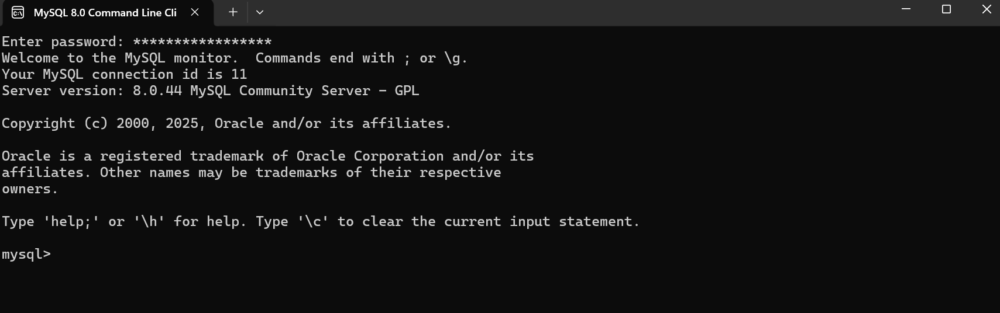 MySQL 8.0 Command Line Cli
Enter password: *****************
Welcome to the MySQL monitor.  Commands end with ; or \g.
Your MySQL connection id is 11
Server version: 8.0.44 MySQL Community Server - GPL
Copyright (c) 2000, 2025, Oracle and/or its affiliates.
Oracle is a registered trademark of Oracle Corporation and/or its
affiliates. Other names may be trademarks of their respective
owners.
Type 'help;' or '\h' for help. Type '\c' to clear the current input statement.
mysql>